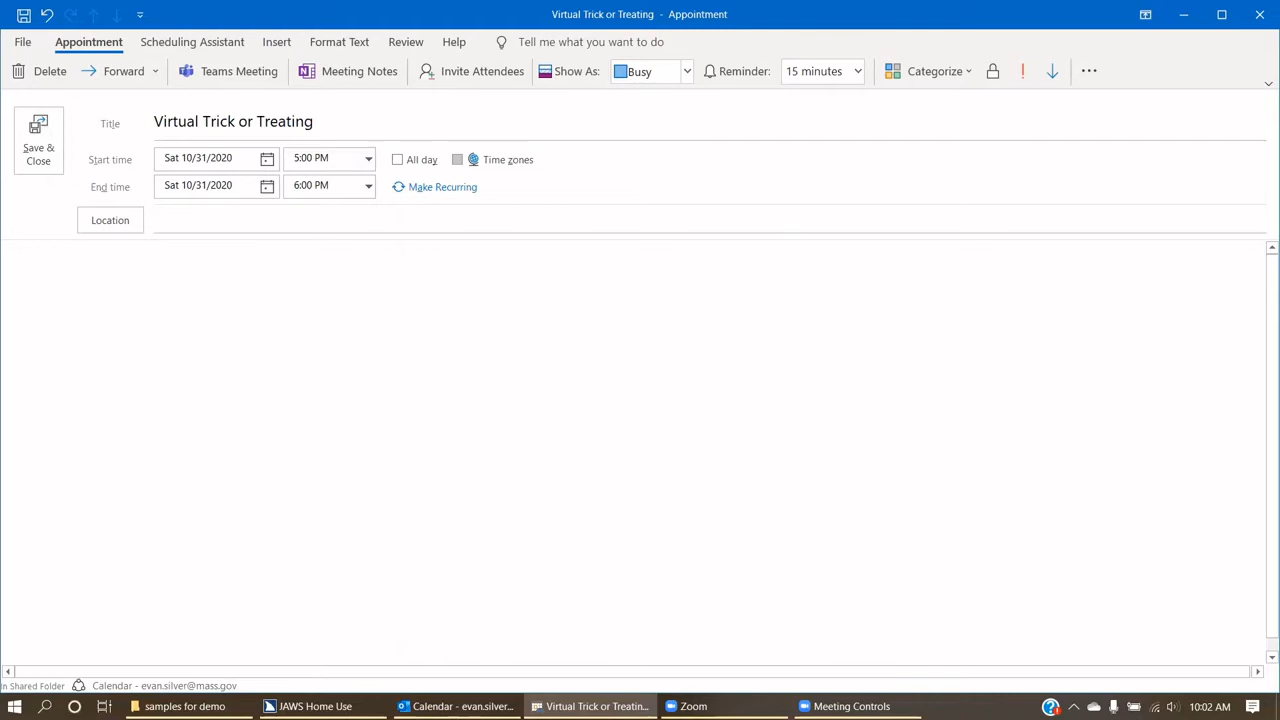 Virtual Trick or Treating - Appointment
File Appointment Scheduling Assistant Insert Format Text Review Help Tell me what you want to do
Delete Forward Teams Meeting Meeting Notes Invite Attendees Show As: Busy Reminder: 15 minutes Categorize
Save & Close
Title Virtual Trick or Treating
Start time Sat 10/31/2020 5:00 PM All day Time zones
End time Sat 10/31/2020 6:00 PM Make Recurring
Location
In Shared Folder Calendar - evan.silver@mass.gov
samples for demo JAWS Home Use Calendar - evan.silver... Virtual Trick or Treatin... Zoom Meeting Controls 10:02 AM